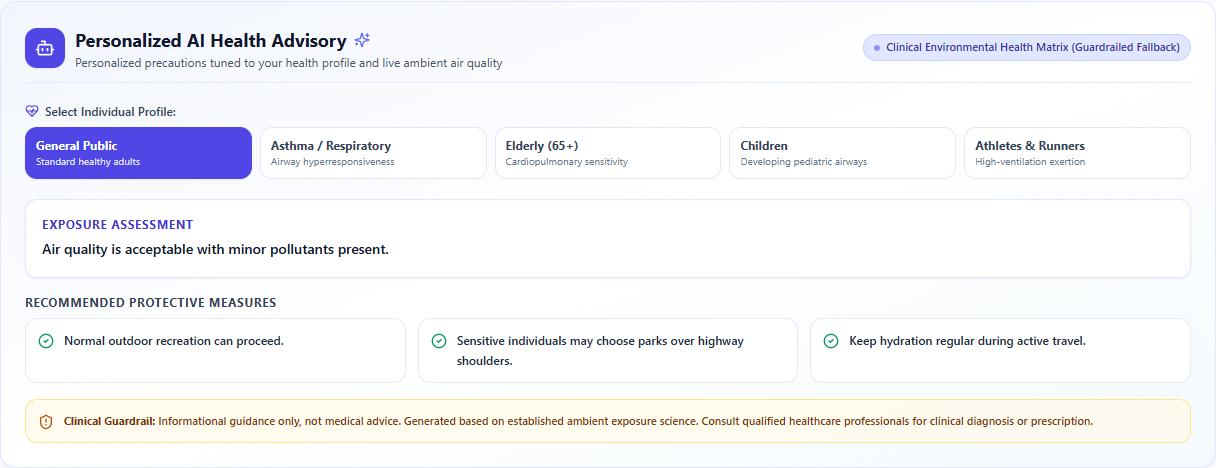 Personalized AI Health Advisory
Personalized precautions tuned to your health profile and live ambient air quality
Clinical Environmental Health Matrix (Guardrailed Fallback)
Select Individual Profile:
General Public
Standard healthy adults
Asthma / Respiratory
Airway hyperresponsiveness
Elderly (65+)
Cardiopulmonary sensitivity
Children
Developing pediatric airways
Athletes & Runners
High-ventilation exertion
EXPOSURE ASSESSMENT
Air quality is acceptable with minor pollutants present.
RECOMMENDED PROTECTIVE MEASURES
Normal outdoor recreation can proceed.
Sensitive individuals may choose parks over highway
shoulders.
Keep hydration regular during active travel.
Clinical Guardrail: Informational guidance only, not medical advice. Generated based on established ambient exposure science. Consult qualified healthcare professionals for clinical diagnosis or prescription.